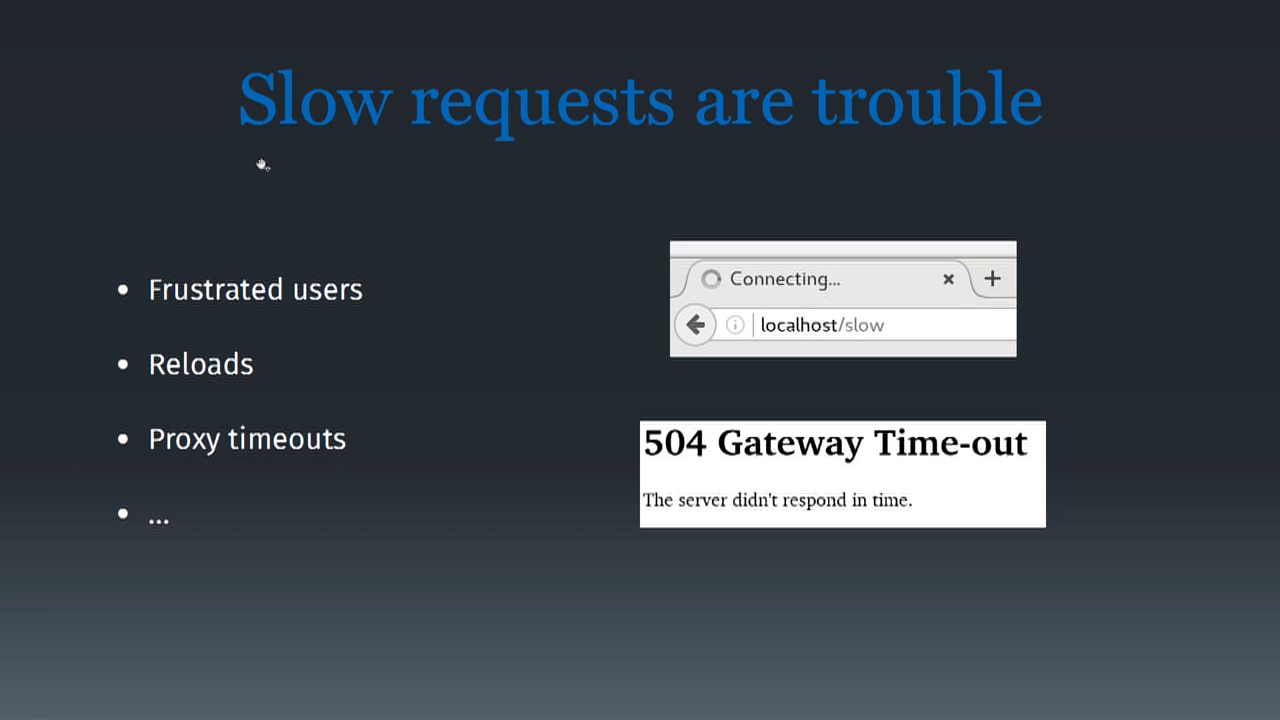 Slow requests are trouble
• Frustrated users
• Reloads
• Proxy timeouts
• ...
Connecting...
localhost/slow
504 Gateway Time-out
The server didn't respond in time.